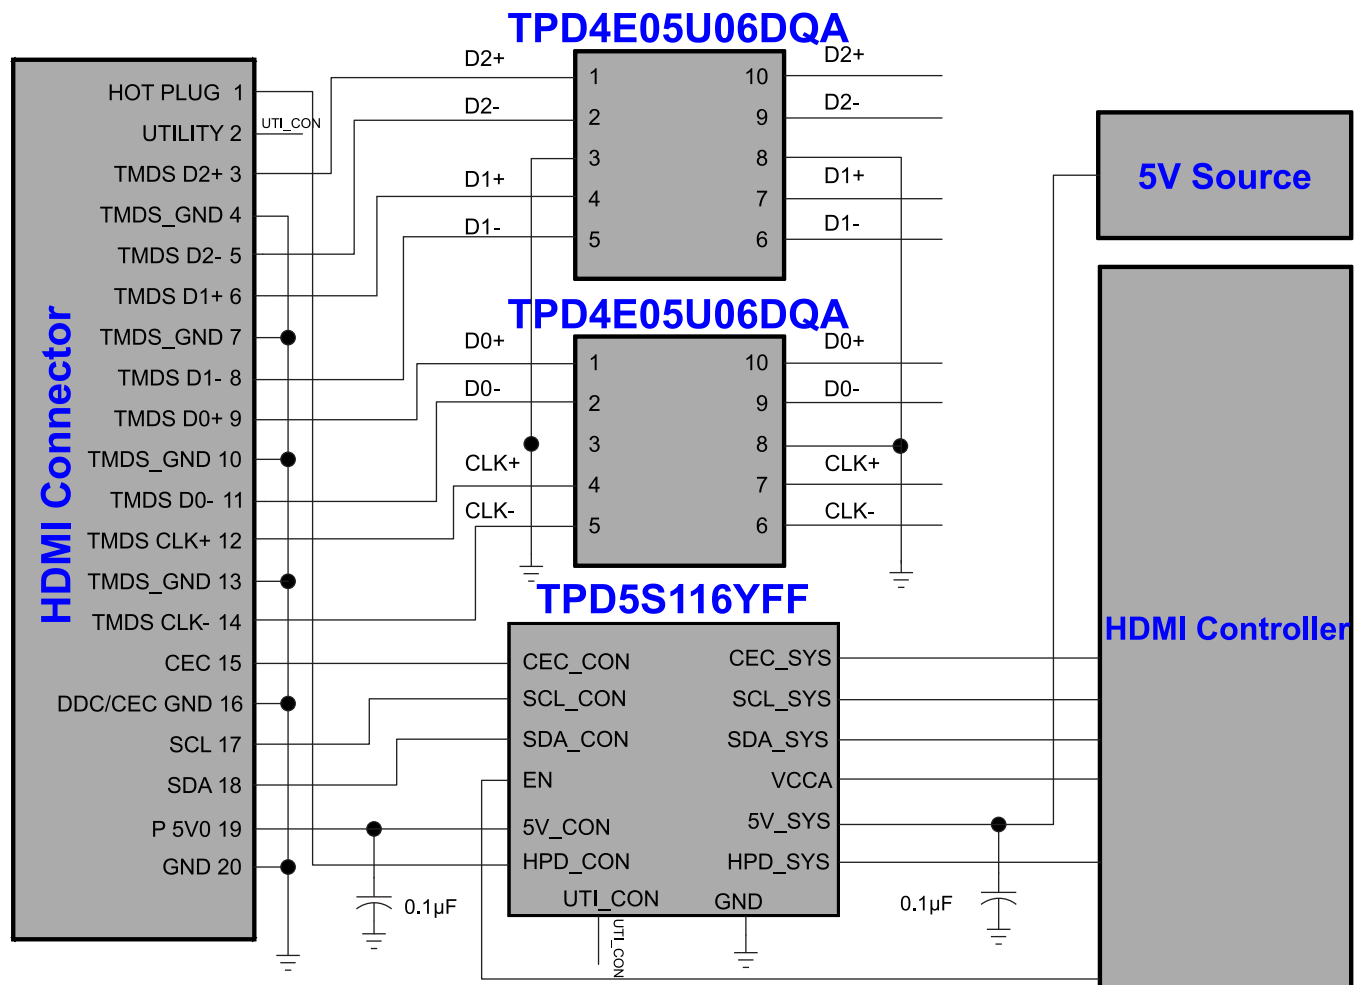 TPD4E05U06DQA
D2+
1
10
D2+
D2-
2
9
D2-
3
8
D1+
4
7
D1+
D1-
5
6
D1-
HDMI Connector
HOT PLUG 1
UTILITY 2
UTI_CON
TMDS D2+ 3
TMDS_GND 4
TMDS D2- 5
TMDS D1+ 6
TMDS_GND 7
TMDS D1- 8
TMDS D0+ 9
TMDS_GND 10
TMDS D0- 11
TMDS CLK+ 12
TMDS_GND 13
TMDS CLK- 14
CEC 15
DDC/CEC GND 16
SCL 17
SDA 18
P 5V0 19
GND 20
0.1µF
TPD4E05U06DQA
D0+
1
10
D0+
D0-
2
9
D0-
3
8
CLK+
4
7
CLK+
CLK-
5
6
CLK-
TPD5S116YFF
CEC_CON
CEC_SYS
SCL_CON
SCL_SYS
SDA_CON
SDA_SYS
EN
VCCA
5V_CON
5V_SYS
HPD_CON
HPD_SYS
UTI_CON
GND
UTI_CON
0.1µF
5V Source
HDMI Controller